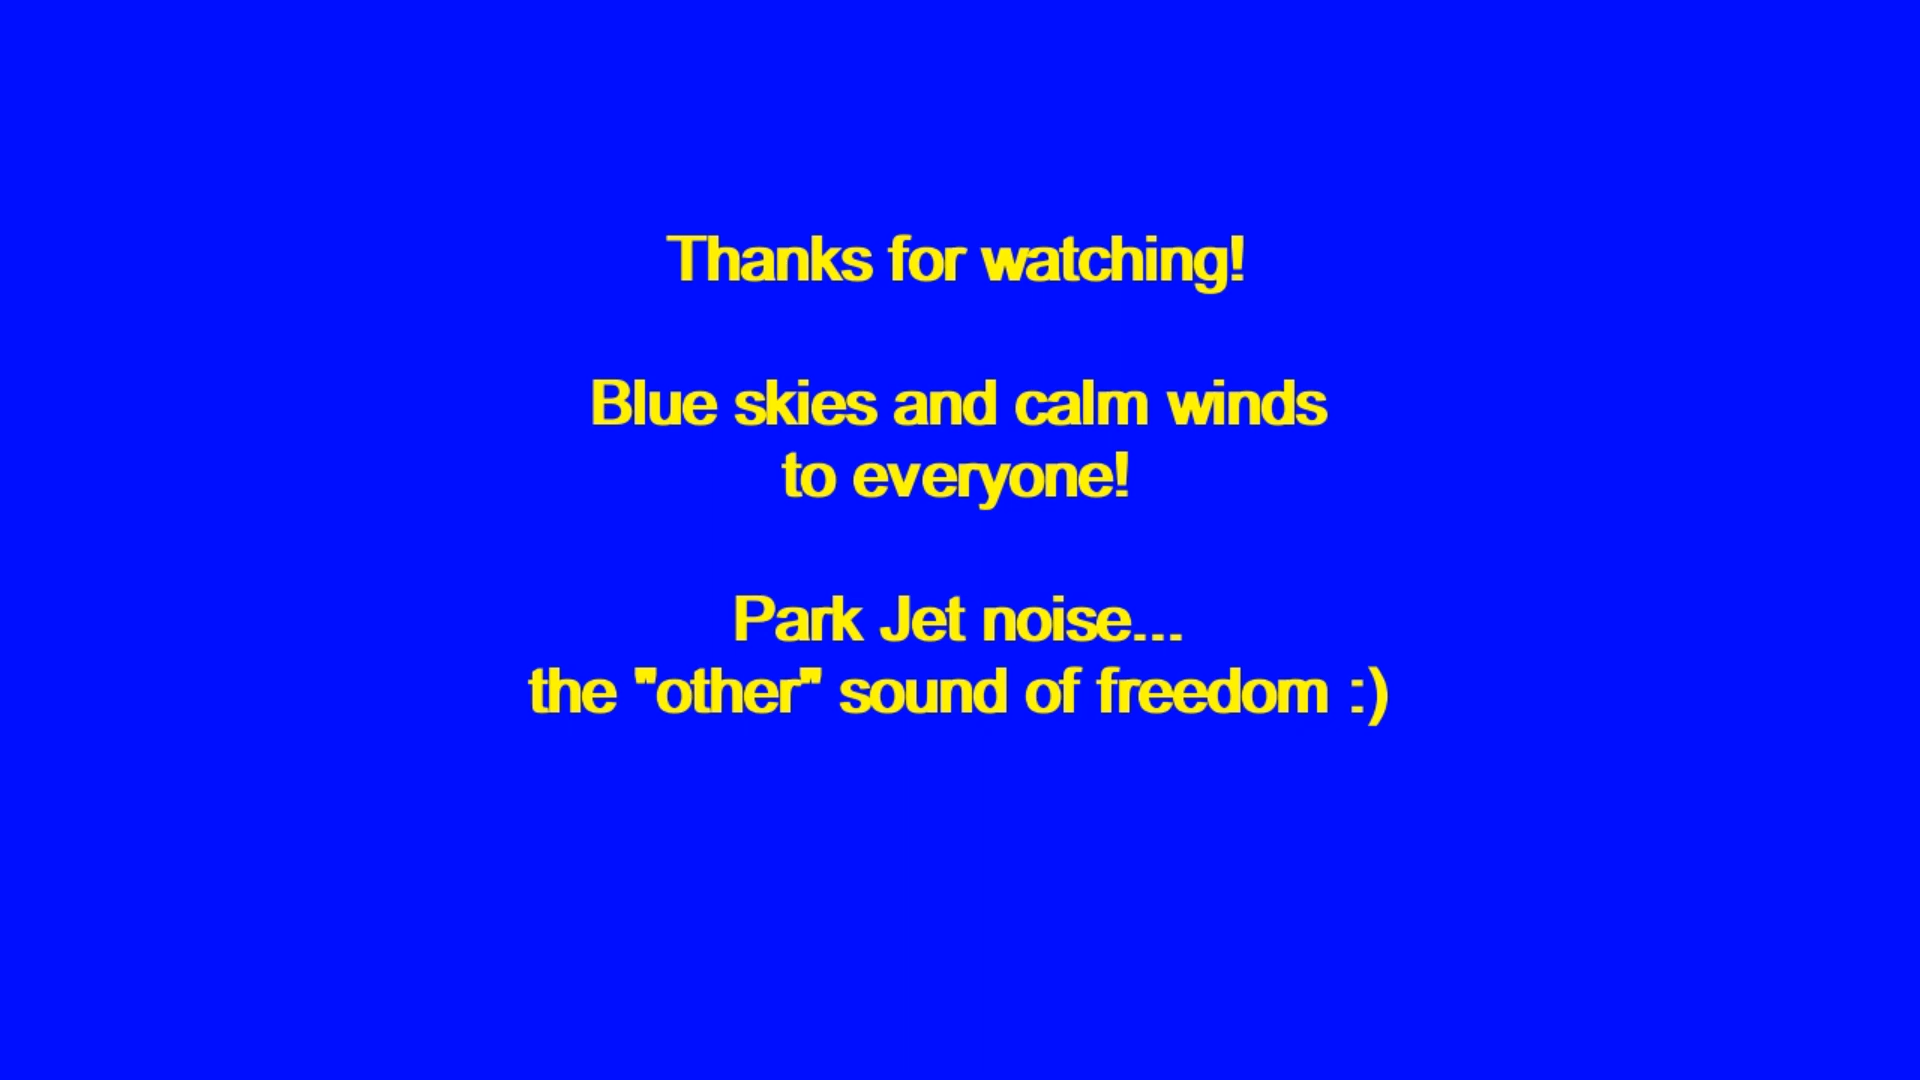 Thanks for watching!
Blue skies and calm winds
to everyone!
Park Jet noise...
the "other" sound of freedom :)